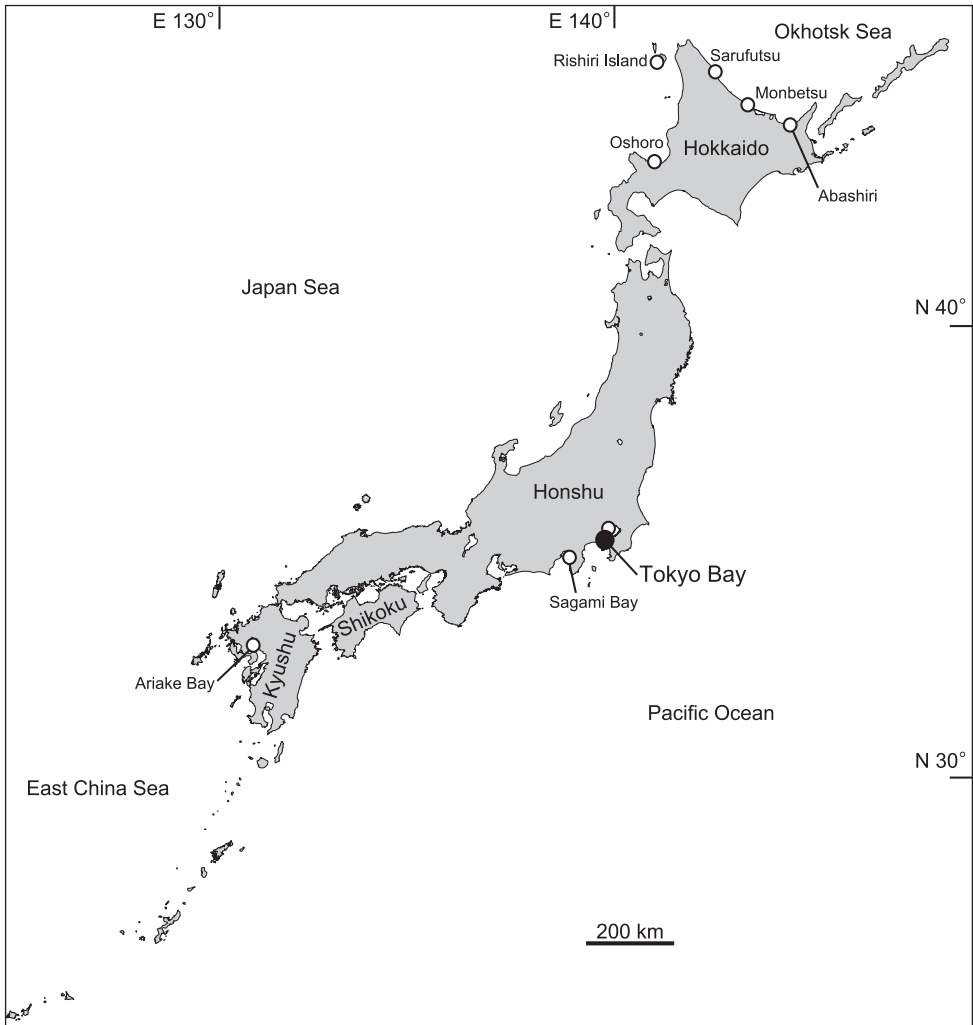 E 130°
E 140°
Okhotsk Sea
Rishiri Island
Sarufutsu
Monbetsu
Oshoro
Hokkaido
Abashiri
Japan Sea
N 40°
Honshu
Tokyo Bay
Sagami Bay
Shikoku
Kyushu
Ariake Bay
Pacific Ocean
N 30°
East China Sea
200 km